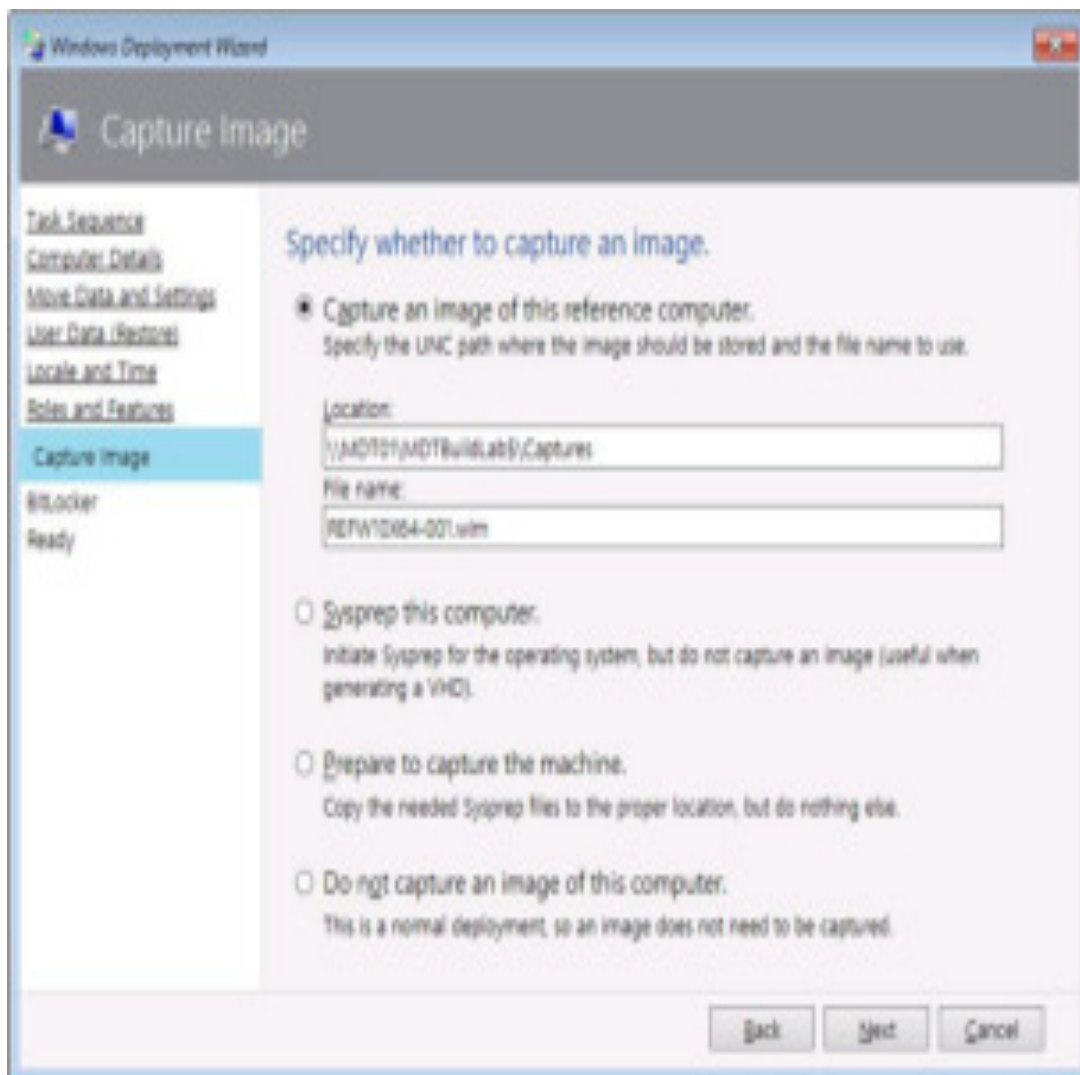 Windows Deployment Wizard
Capture Image
Task Sequence
Computer Details
Move Data and Settings
User Data (Restore)
Locale and Time
Roles and Features
Capture Image
BitLocker
Ready
Specify whether to capture an image.
Capture an image of this reference computer.
Specify the UNC path where the image should be stored and the file name to use.
Location:
\\MDT01\MDTBuildLab$\Captures
File name:
REFW10X64-001.wim
Sysprep this computer.
Initiate Sysprep for the operating system, but do not capture an image (useful when
generating a VHD).
Prepare to capture the machine.
Copy the needed Sysprep files to the proper location, but do nothing else.
Do not capture an image of this computer.
This is a normal deployment, so an image does not need to be captured.
Back Next Cancel